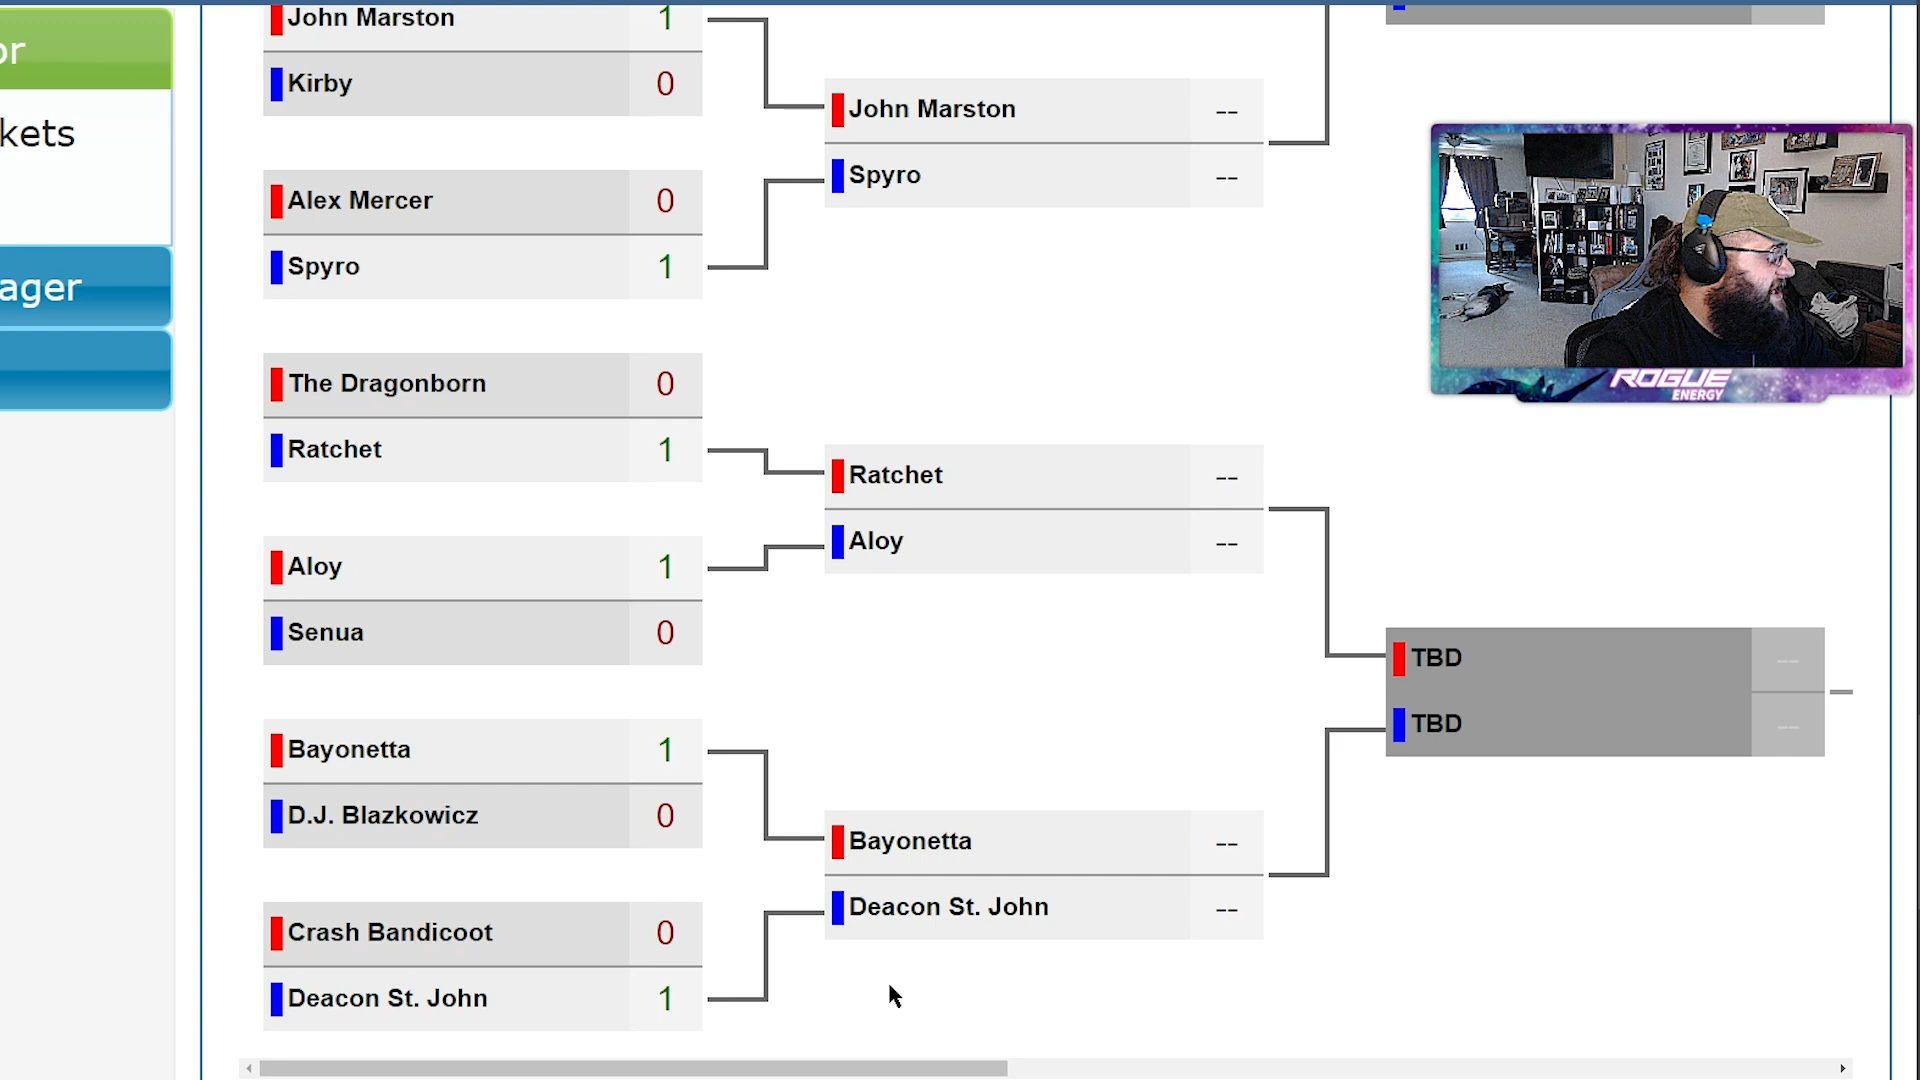 or
kets
ager
John Marston 1
Kirby 0
Alex Mercer 0
Spyro 1
The Dragonborn 0
Ratchet 1
Aloy 1
Senua 0
Bayonetta 1
D.J. Blazkowicz 0
Crash Bandicoot 0
Deacon St. John 1
John Marston --
Spyro --
Ratchet --
Aloy --
Bayonetta --
Deacon St. John --
TBD --
TBD --
ROGUE
ENERGY